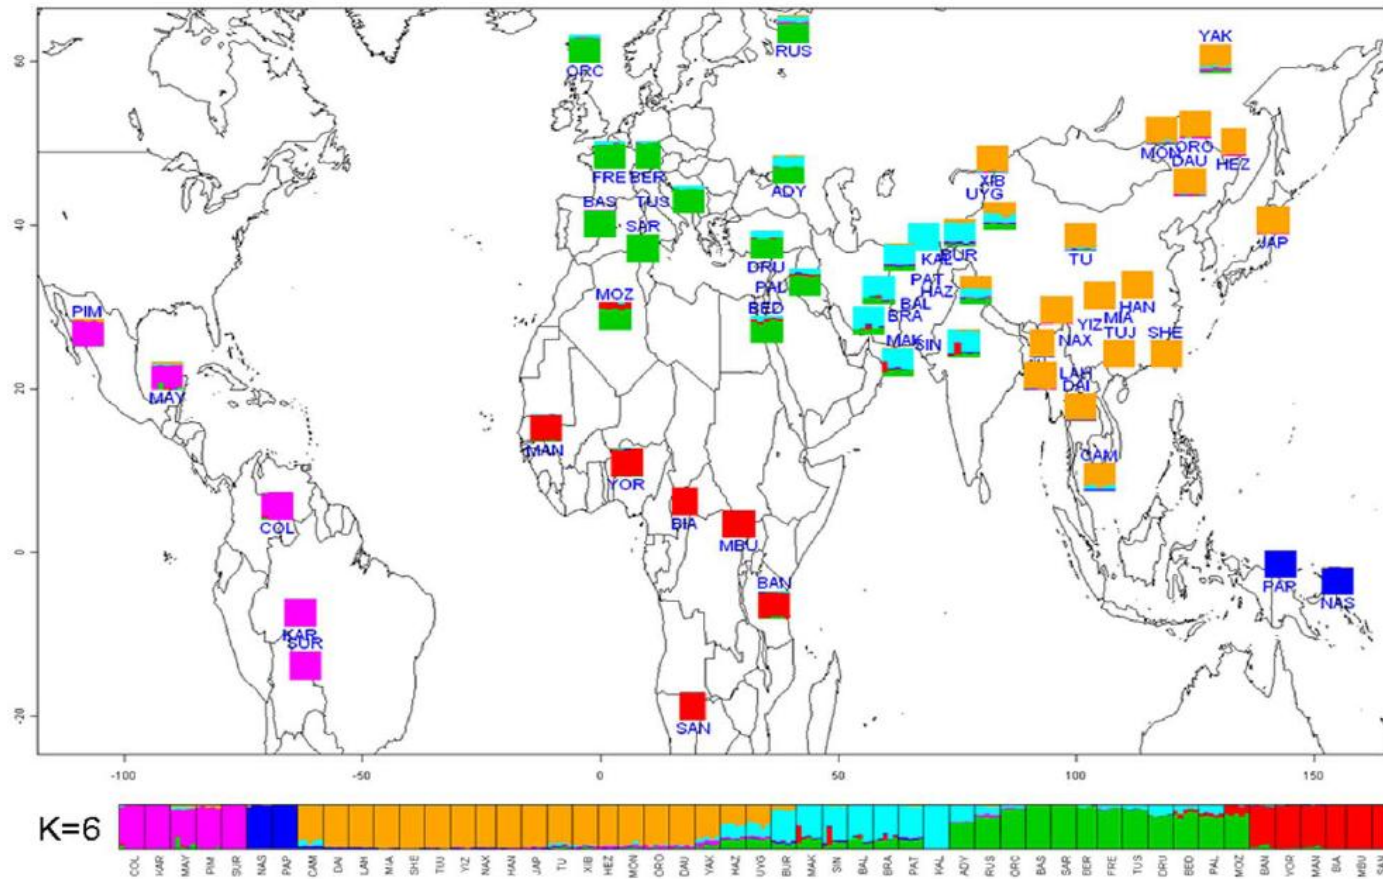 60
40
20
0
-20
-100
-50
0
50
100
150
RUS
ORC
YAK
FRE
BER
BAS
TUS
SAR
ADY
MON
ORO
DAU
HEZ
XIB
UYG
JAP
TU
BUR
KAL
DRU
PAL
BED
MOZ
PAT
HAZ
BAL
BRA
MAK
SIN
HAN
MIA
YIZ
TUJ
SHE
NAX
LAH
DAI
CAM
PIM
MAY
MAN
YOR
BIA
MBU
BAN
COL
KAR
SUR
SAN
PAP
NAS
K=6
COL KAR MAY PIM SUR NAS PAP CAM DAI LAH MIA SHE TUJ YIZ NAX HAN JAP TU XIB HEZ MON ORO DAU YAK HAZ UYG BUR MAK SIN BAL BRA PAT KAL ADY RUS ORC BAS SAR BER FRE TUS DRU BED PAL MOZ BAN YOR MAN BIA MBU SAN